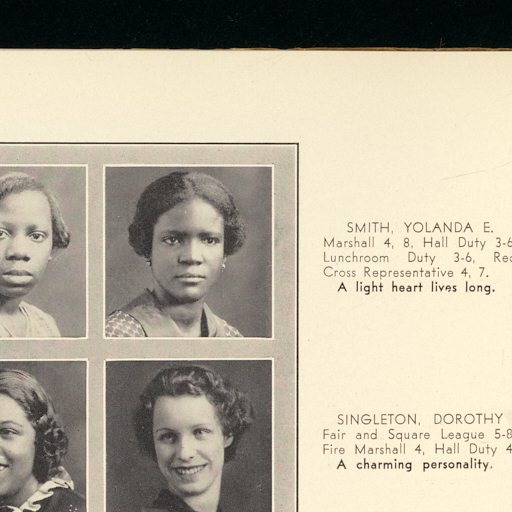 SMITH, YOLANDA E.
Marshall 4, 8, Hall Duty 3-6
Lunchroom Duty 3-6, Red
Cross Representative 4, 7.
A light heart lives long.
SINGLETON, DOROTHY
Fair and Square League 5-8
Fire Marshall 4, Hall Duty 4
A charming personality.